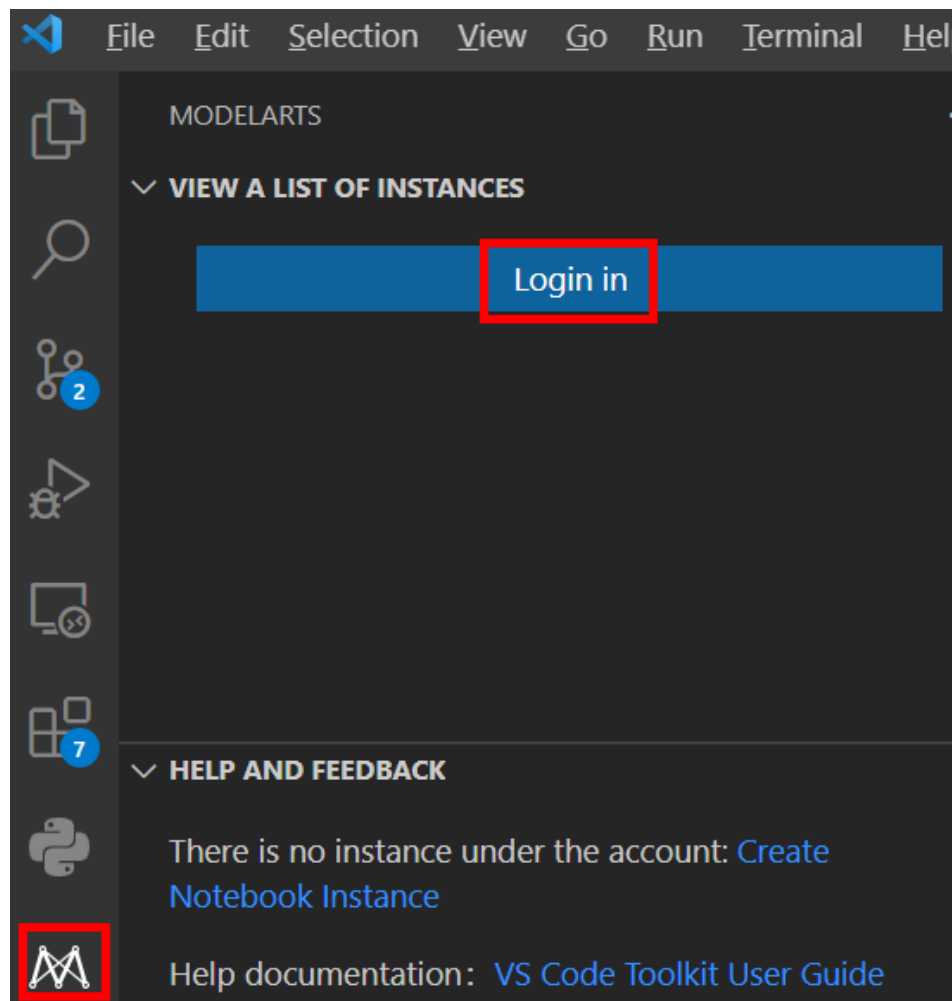 File Edit Selection View Go Run Terminal
MODELARTS
VIEW A LIST OF INSTANCES
Login in
2
7
HELP AND FEEDBACK
There is no instance under the account: Create
Notebook Instance
Help documentation: VS Code Toolkit User Guide